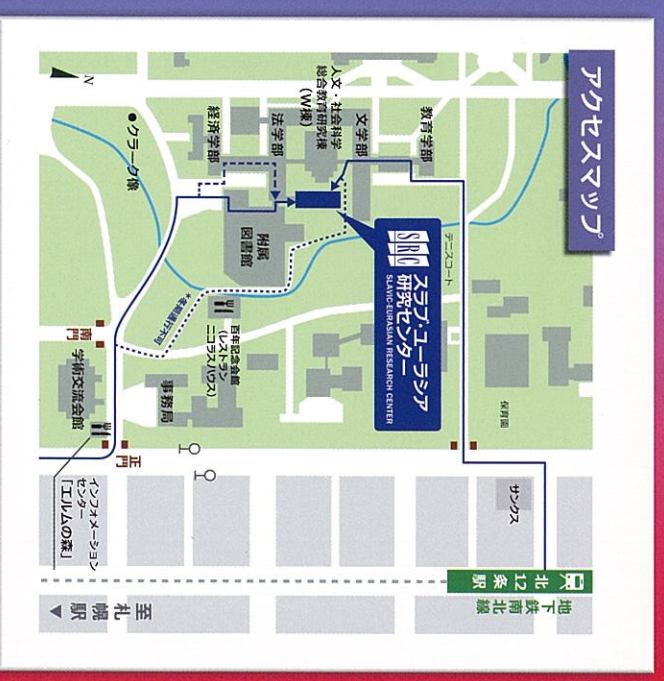 アクセスマップ
サンクス
北12条駅
地下鉄南北線
保育園
テニスコート
教育学部
文学部
人文・社会科学
総合教育研究棟
(W棟)
法学部
経済学部
クラーク像
N
SRC
スラブ・ユーラシア
研究センター
SLAVIC-EURASIAN RESEARCH CENTER
附属
図書館
*冬期通行不可
百年記念会館
(レストラン
ニコラスハウス)
事務局
南門
学術交流会館
正門
インフォメーション
センター
「エルムの森」
至札幌駅